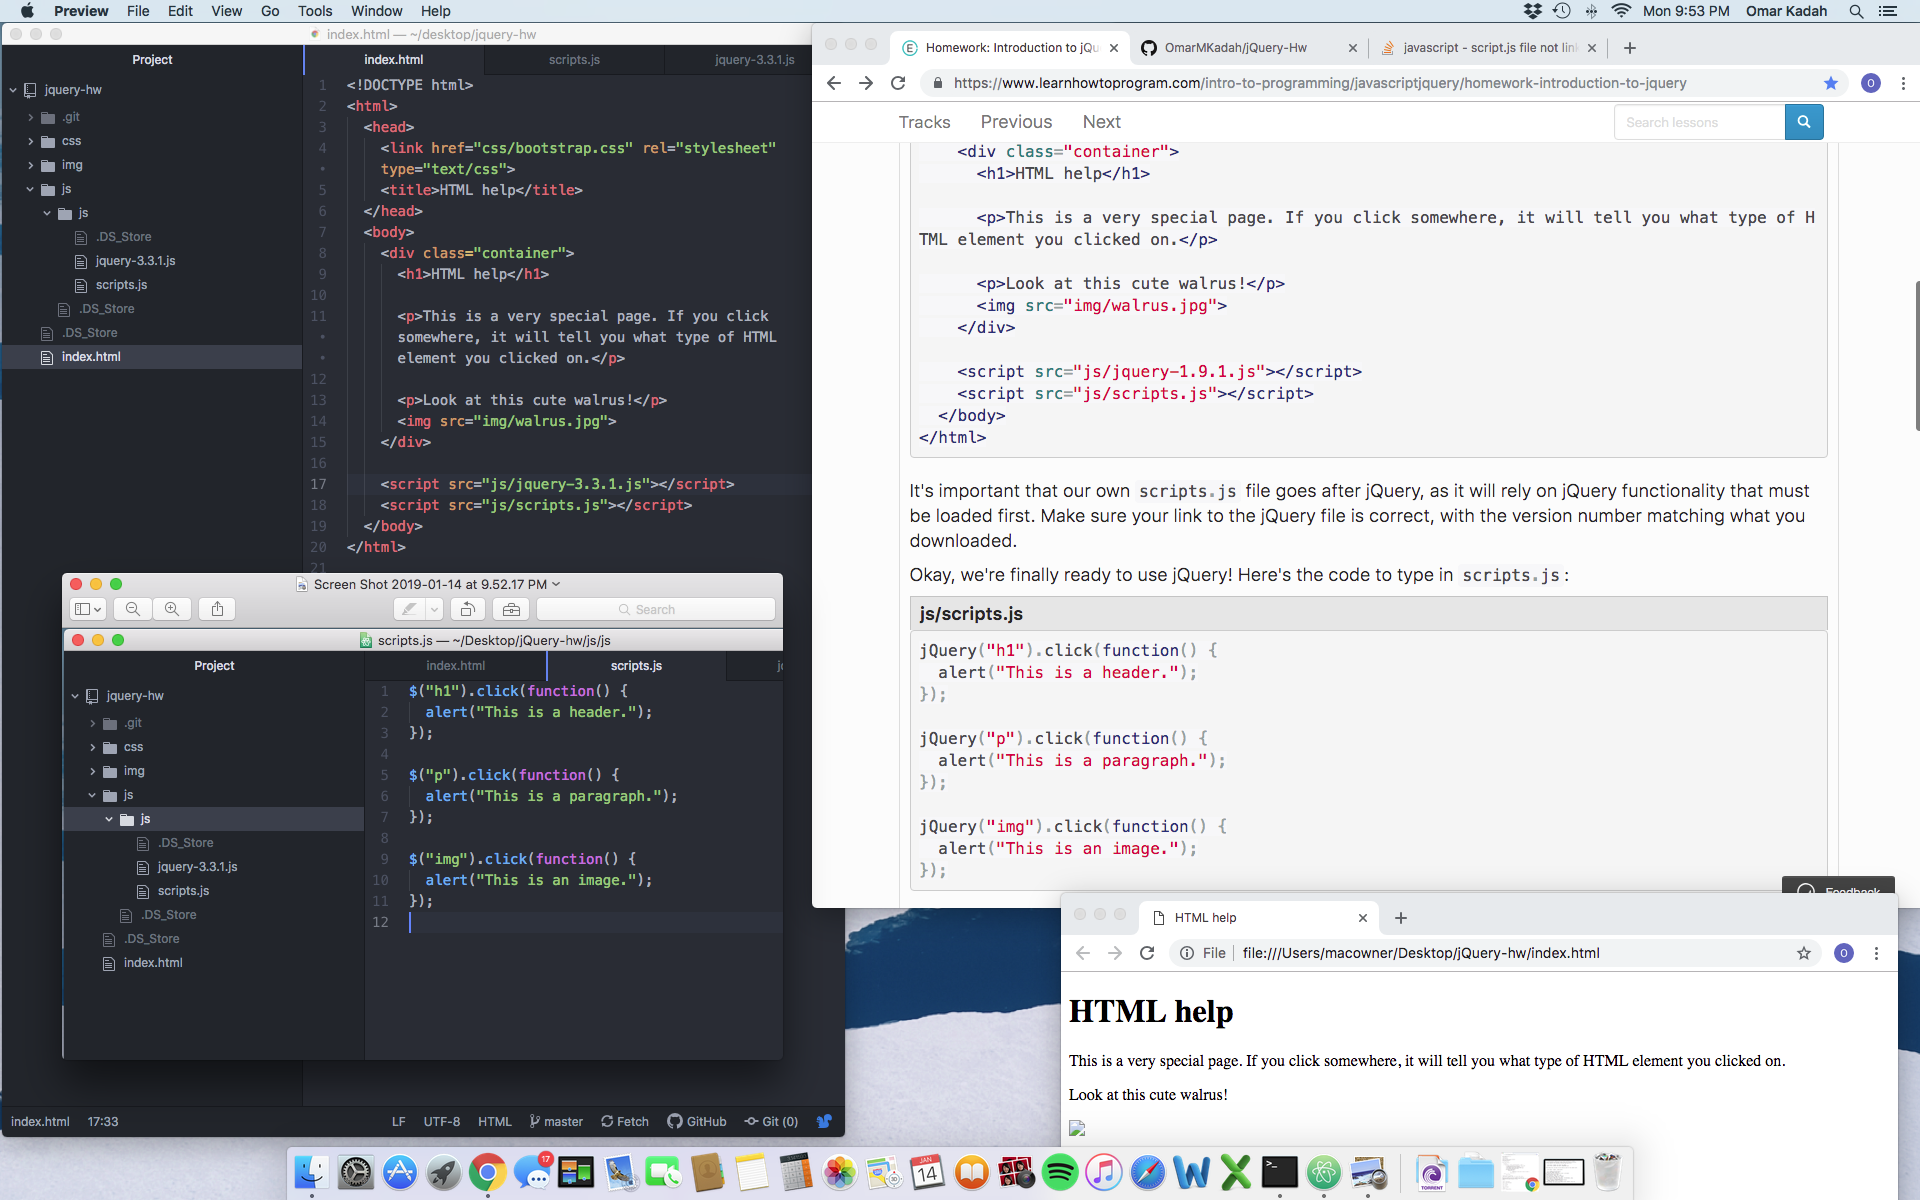 Preview File Edit View Go Tools Window Help
Mon 9:53 PM Omar Kadah
index.html — ~/desktop/jquery-hw
Project
index.html scripts.js jquery-3.3.1.js
jquery-hw
.git
css
img
js
js
.DS_Store
jquery-3.3.1.js
scripts.js
.DS_Store
.DS_Store
index.html
1 <!DOCTYPE html>
2 <html>
3 <head>
4 <link href="css/bootstrap.css" rel="stylesheet"
type="text/css">
5 <title>HTML help</title>
6 </head>
7 <body>
8 <div class="container">
9 <h1>HTML help</h1>
10
11 <p>This is a very special page. If you click
somewhere, it will tell you what type of HTML
element you clicked on.</p>
12
13 <p>Look at this cute walrus!</p>
14 <img src="img/walrus.jpg">
15 </div>
16
17 <script src="js/jquery-3.3.1.js"></script>
18 <script src="js/scripts.js"></script>
19 </body>
20 </html>
21
Screen Shot 2019-01-14 at 9.52.17 PM
Search
scripts.js — ~/Desktop/jQuery-hw/js/js
Project
index.html scripts.js
jquery-hw
.git
css
img
js
js
.DS_Store
jquery-3.3.1.js
scripts.js
.DS_Store
.DS_Store
index.html
1 $("h1").click(function() {
2 alert("This is a header.");
3 });
4
5 $("p").click(function() {
6 alert("This is a paragraph.");
7 });
8
9 $("img").click(function() {
10 alert("This is an image.");
11 });
12
index.html 17:33
LF UTF-8 HTML master Fetch GitHub Git (0)
Homework: Introduction to jQu
OmarMKadah/jQuery-Hw
javascript - script.js file not lin
https://www.learnhowtoprogram.com/intro-to-programming/javascriptjquery/homework-introduction-to-jquery
O
Tracks Previous Next
Search lessons
<div class="container">
<h1>HTML help</h1>
<p>This is a very special page. If you click somewhere, it will tell you what type of H
TML element you clicked on.</p>
<p>Look at this cute walrus!</p>
<img src="img/walrus.jpg">
</div>
<script src="js/jquery-1.9.1.js"></script>
<script src="js/scripts.js"></script>
</body>
</html>
It's important that our own scripts.js file goes after jQuery, as it will rely on jQuery functionality that must
be loaded first. Make sure your link to the jQuery file is correct, with the version number matching what you
downloaded.
Okay, we're finally ready to use jQuery! Here's the code to type in scripts.js:
js/scripts.js
jQuery("h1").click(function() {
alert("This is a header.");
});
jQuery("p").click(function() {
alert("This is a paragraph.");
});
jQuery("img").click(function() {
alert("This is an image.");
});
Feedback
HTML help
File file:///Users/macowner/Desktop/jQuery-hw/index.html
O
HTML help
This is a very special page. If you click somewhere, it will tell you what type of HTML element you clicked on.
Look at this cute walrus!
17
JAN
14
TORRENT